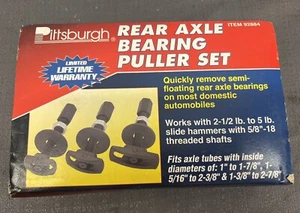 Pittsburgh®
LIMITED
LIFETIME
WARRANTY
ITEM 92884
REAR AXLE
BEARING
PULLER SET
Quickly remove semi-
floating rear axle bearings
on most domestic
automobiles
Works with 2-1/2 lb. to 5 lb.
slide hammers with 5/8"-18
threaded shafts
Fits axle tubes with inside
diameters of: 1" to 1-7/8", 1-
5/16" to 2-3/8" & 1-3/8" to 2-7/8"